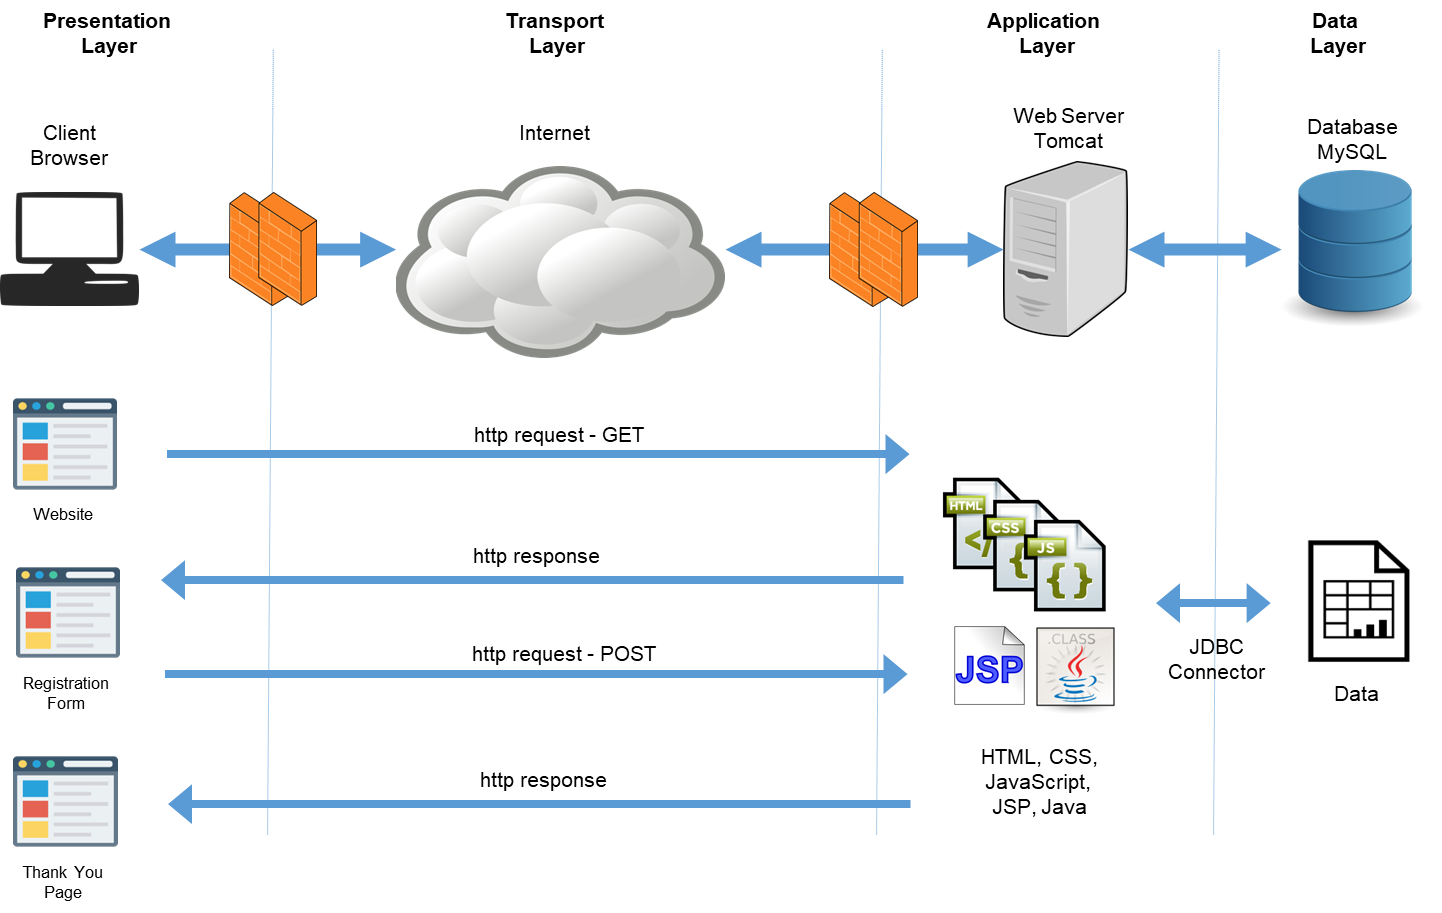 Presentation
Layer
Transport
Layer
Application
Layer
Data
Layer
Client
Browser
Internet
Web Server
Tomcat
Database
MySQL
http request - GET
Website
HTML
</
CSS
{
JS
{}
http response
Registration
Form
http request - POST
JSP
.CLASS
JDBC
Connector
Data
HTML, CSS,
JavaScript,
JSP, Java
http response
Thank You
Page